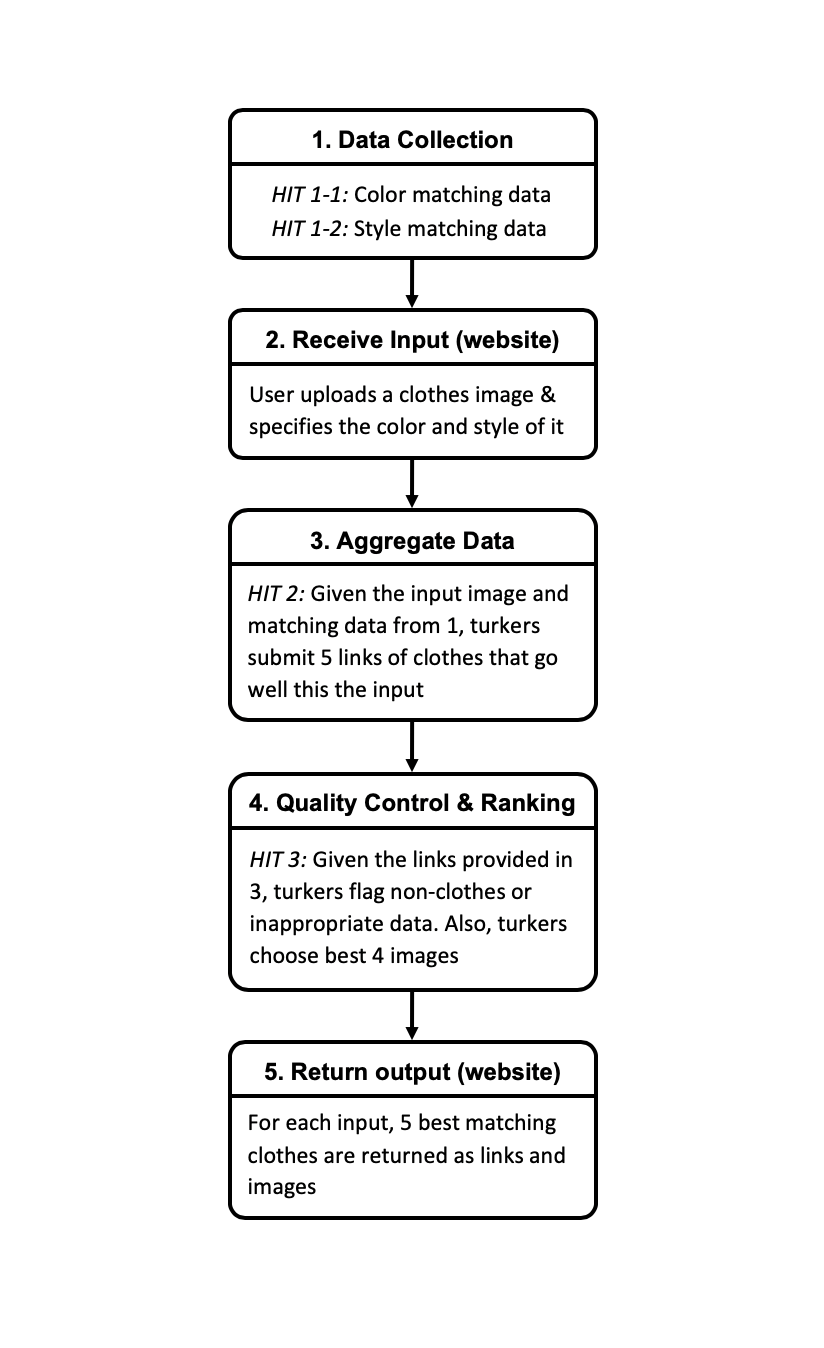 1. Data Collection
HIT 1-1: Color matching data
HIT 1-2: Style matching data
2. Receive Input (website)
User uploads a clothes image &
specifies the color and style of it
3. Aggregate Data
HIT 2: Given the input image and
matching data from 1, turkers
submit 5 links of clothes that go
well this the input
4. Quality Control & Ranking
HIT 3: Given the links provided in
3, turkers flag non-clothes or
inappropriate data. Also, turkers
choose best 4 images
5. Return output (website)
For each input, 5 best matching
clothes are returned as links and
images